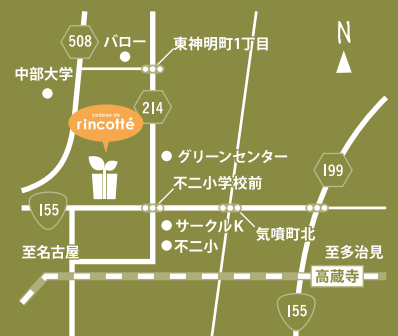 508
バロー
東神明町1丁目
N
中部大学
214
cadeau de
rincotté
グリーンセンター
199
不二小学校前
155
サークルK
気噴町北
不二小
至名古屋
至多治見
高蔵寺
155